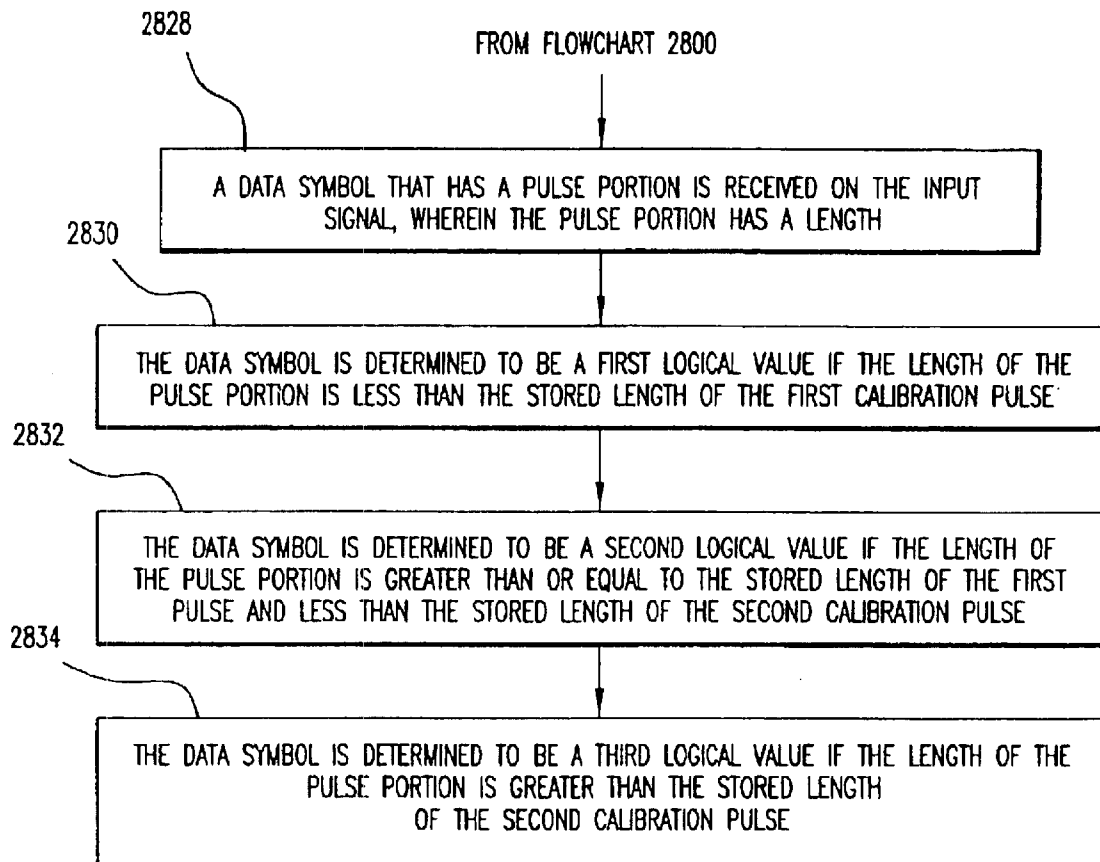 2828
FROM FLOWCHART 2800
A DATA SYMBOL THAT HAS A PULSE PORTION IS RECEIVED ON THE INPUT
SIGNAL, WHEREIN THE PULSE PORTION HAS A LENGTH
2830
THE DATA SYMBOL IS DETERMINED TO BE A FIRST LOGICAL VALUE IF THE LENGTH OF THE
PULSE PORTION IS LESS THAN THE STORED LENGTH OF THE FIRST CALIBRATION PULSE
2832
THE DATA SYMBOL IS DETERMINED TO BE A SECOND LOGICAL VALUE IF THE LENGTH OF
THE PULSE PORTION IS GREATER THAN OR EQUAL TO THE STORED LENGTH OF THE FIRST
PULSE AND LESS THAN THE STORED LENGTH OF THE SECOND CALIBRATION PULSE
2834
THE DATA SYMBOL IS DETERMINED TO BE A THIRD LOGICAL VALUE IF THE LENGTH OF THE
PULSE PORTION IS GREATER THAN THE STORED LENGTH
OF THE SECOND CALIBRATION PULSE